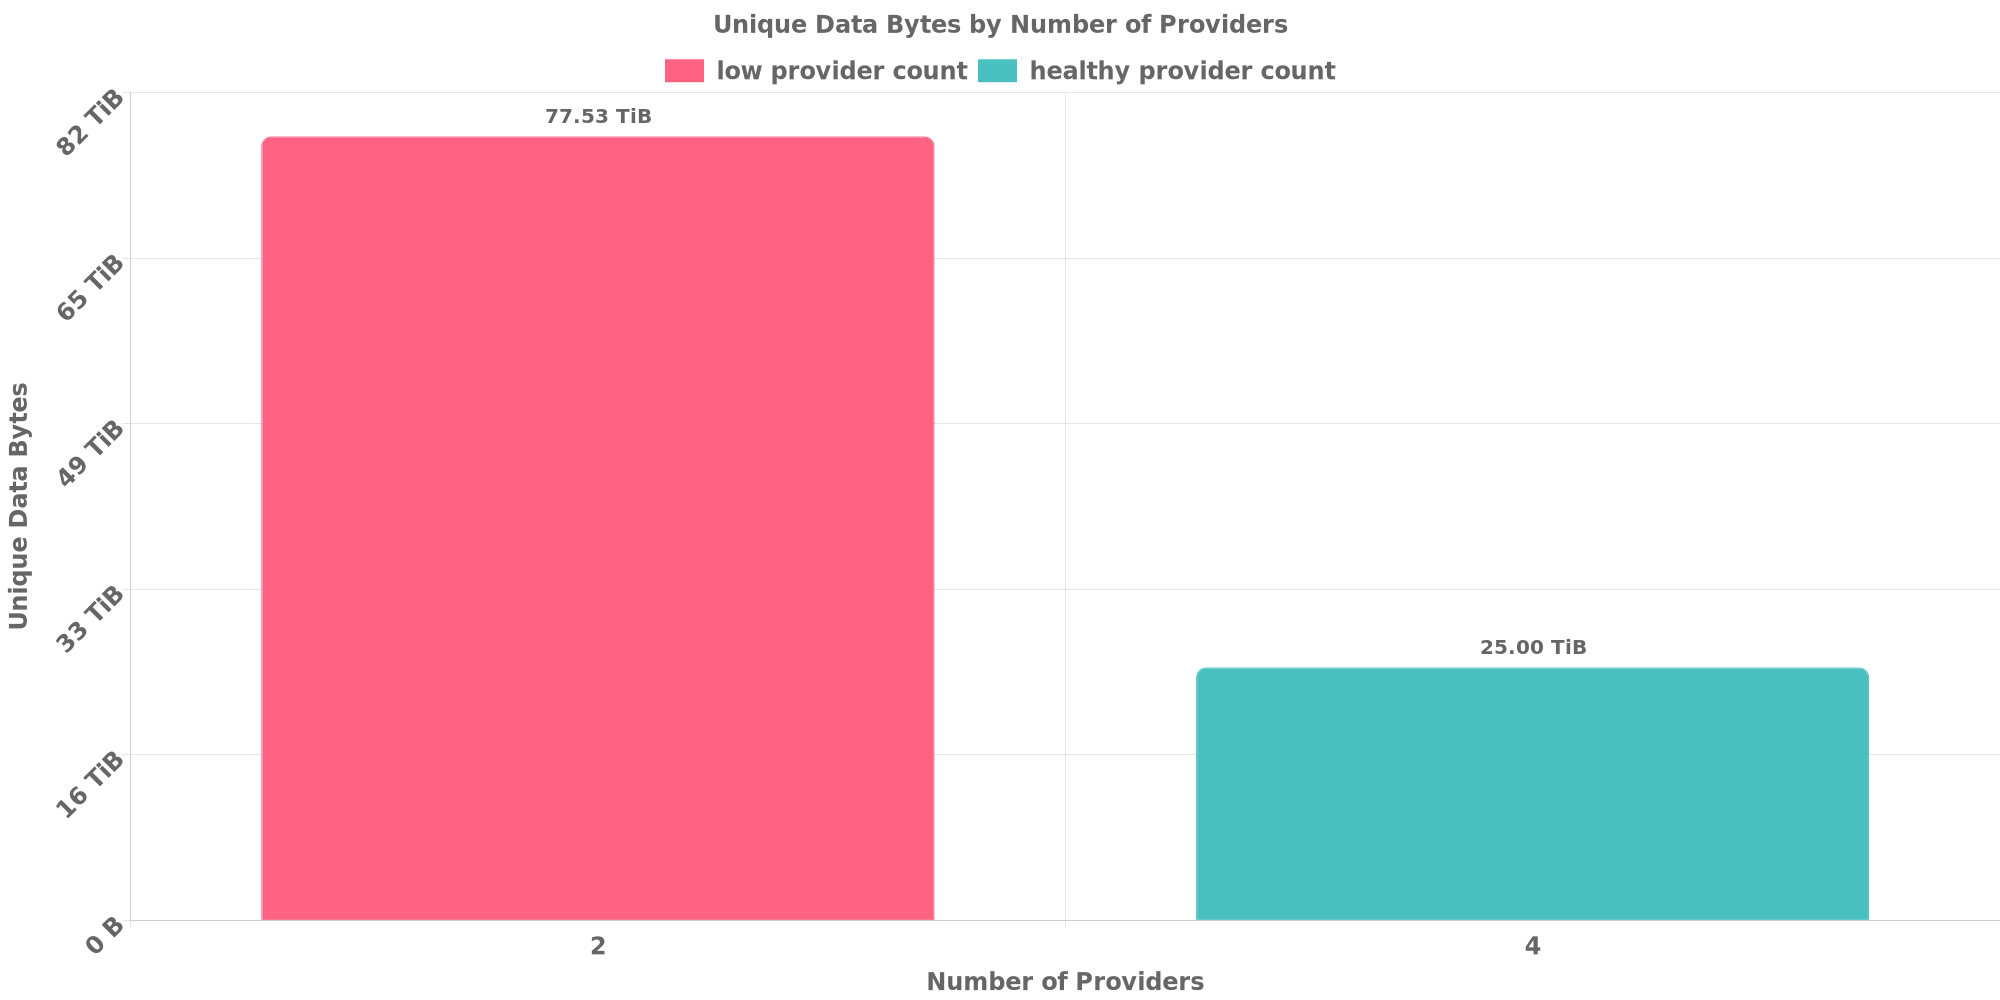 Unique Data Bytes by Number of Providers
low provider count
healthy provider count
82 TiB
77.53 TiB
65 TiB
49 TiB
Unique Data Bytes
33 TiB
25.00 TiB
16 TiB
0 B
2
4
Number of Providers